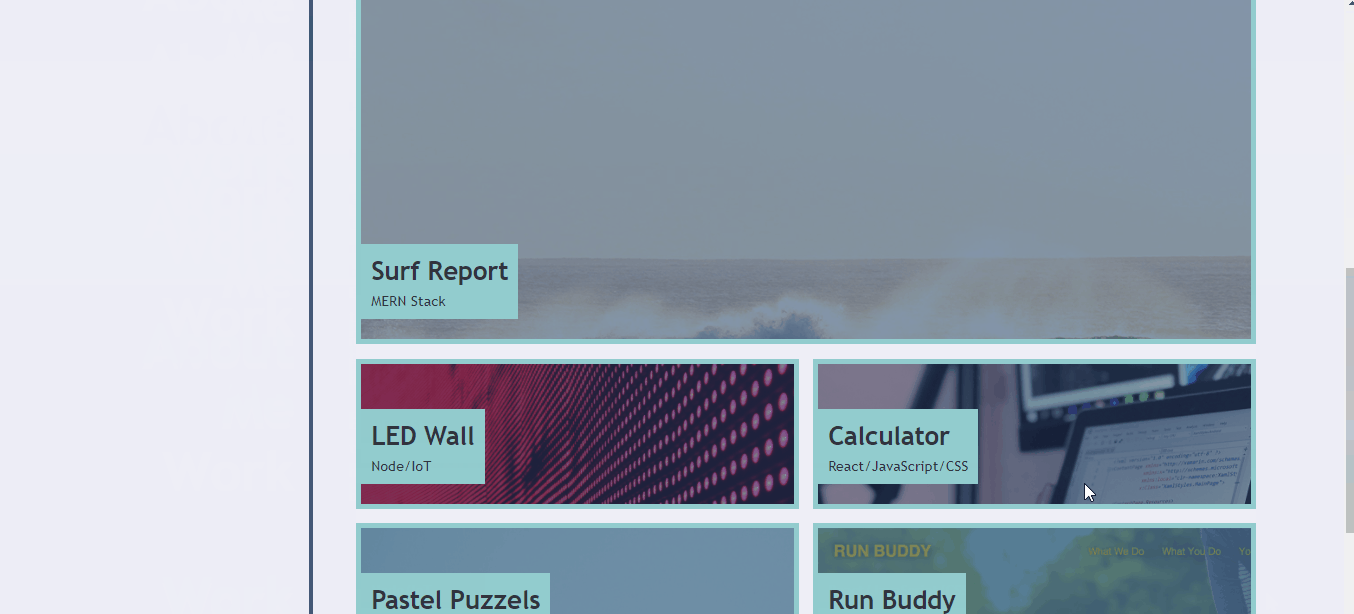 Surf Report
MERN Stack
LED Wall
Node/IoT
Calculator
React/JavaScript/CSS
RUN BUDDY
What We Do What You Do Yo
Pastel Puzzels
Run Buddy